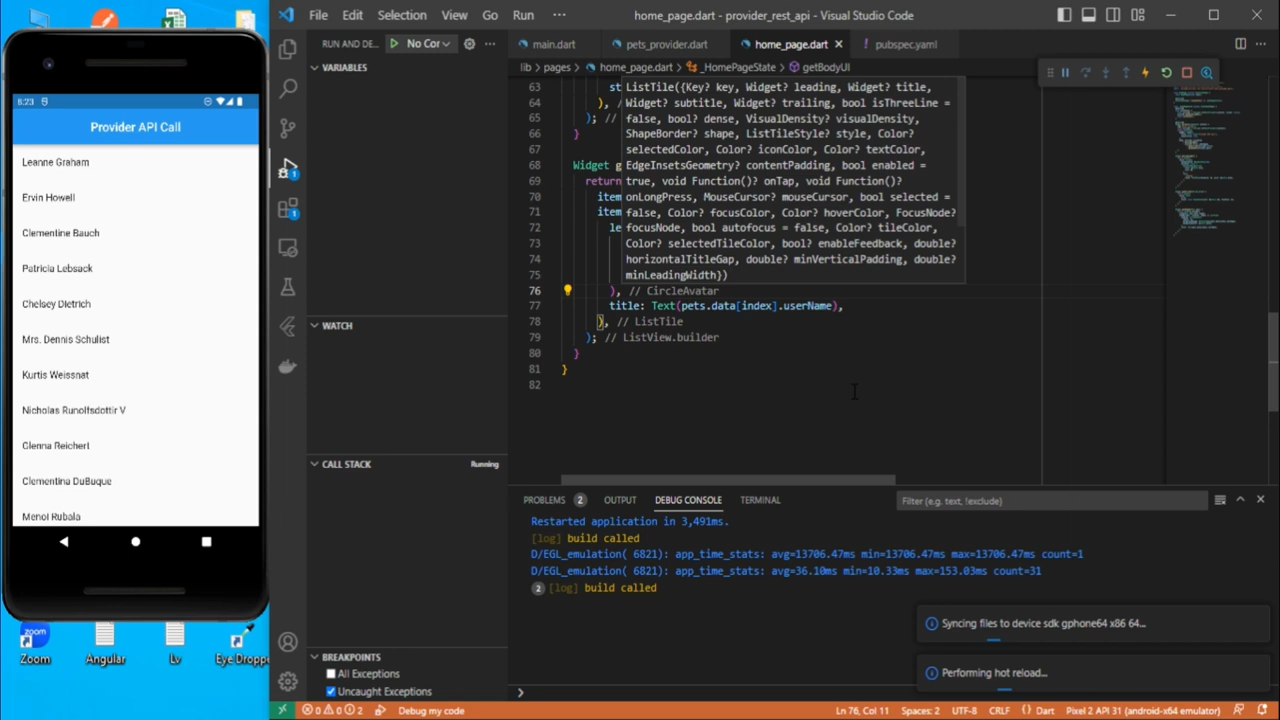 File Edit Selection View Go Run ··· home_page.dart - provider_rest_api - Visual Studio Code
RUN AND DE... No Cor main.dart pets_provider.dart home_page.dart pubspec.yaml
lib > pages > home_page.dart > _HomePageState > getBodyUI
VARIABLES
6:23
Provider API Call
Leanne Graham
Ervin Howell
Clementine Bauch
Patricia Lebsack
Chelsey Dietrich
Mrs. Dennis Schulist
Kurtis Weissnat
Nicholas Runolfsdottir V
Glenna Reichert
Clementina DuBuque
Menol Rubala
Zoom
Angular
Lv
Eye Droppe
WATCH
CALL STACK Running
BREAKPOINTS
All Exceptions
Uncaught Exceptions
ListTile({Key? key, Widget? leading, Widget? title,
Widget? subtitle, Widget? trailing, bool isThreeLine =
false, bool? dense, VisualDensity? visualDensity,
ShapeBorder? shape, ListTileStyle? style, Color?
selectedColor, Color? iconColor, Color? textColor,
EdgeInsetsGeometry? contentPadding, bool enabled =
true, void Function()? onTap, void Function()?
onLongPress, MouseCursor? mouseCursor, bool selected =
false, Color? focusColor, Color? hoverColor, FocusNode?
focusNode, bool autofocus = false, Color? tileColor,
Color? selectedTileColor, bool? enableFeedback, double?
horizontalTitleGap, double? minVerticalPadding, double?
minLeadingWidth})
63 st
64 ), /
65 ); //
66 }
67
68 Widget g
69 return
70 item
71 item
72 le
73
74
75
76 ), // CircleAvatar
77 title: Text(pets.data[index].userName),
78 ), // ListTile
79 ); // ListView.builder
80 }
81 }
82
PROBLEMS 2 OUTPUT DEBUG CONSOLE TERMINAL Filter (e.g. text, !exclude)
Restarted application in 3,491ms.
[log] build called
D/EGL_emulation( 6821): app_time_stats: avg=13706.47ms min=13706.47ms max=13706.47ms count=1
D/EGL_emulation( 6821): app_time_stats: avg=36.10ms min=10.33ms max=153.03ms count=31
2 [log] build called
Syncing files to device sdk gphone64 x86 64...
Performing hot reload...
0 0 2 Debug my code Ln 76, Col 11 Spaces: 2 UTF-8 CRLF {} Dart Pixel 2 API 31 (android-x64 emulator)